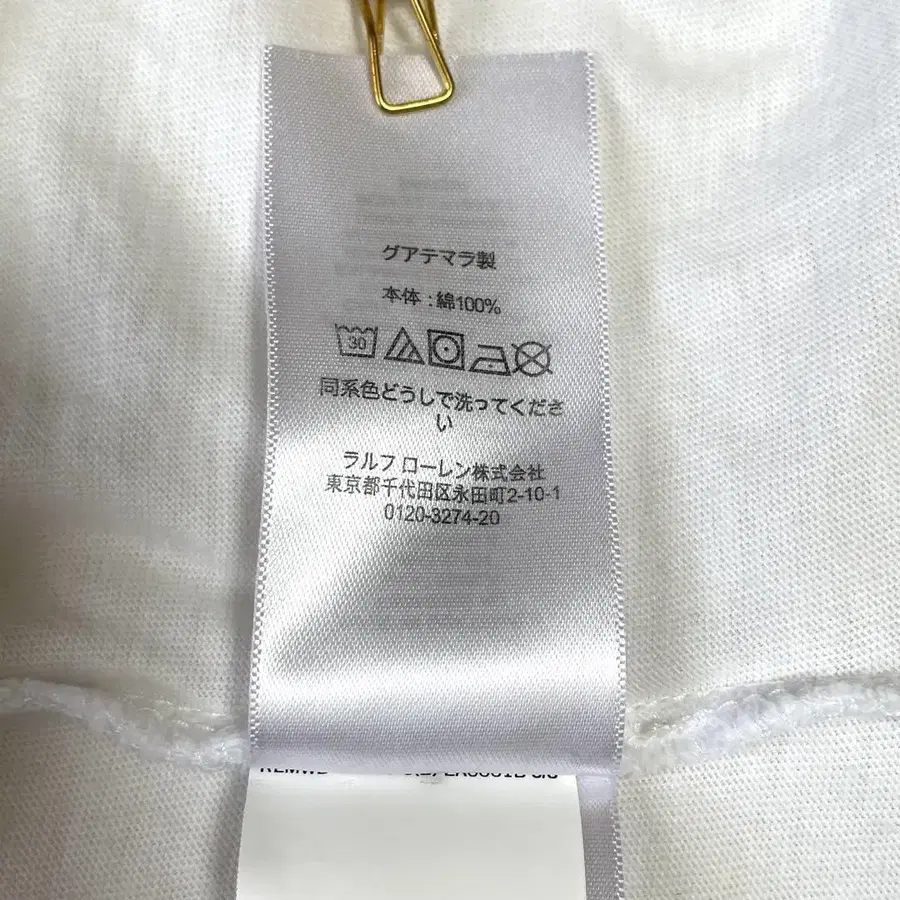 グアテマラ製
本体 : 綿100%
30
同系色どうしで洗ってくださ
い
ラルフ ローレン株式会社
東京都千代田区永田町2-10-1
0120-3274-20